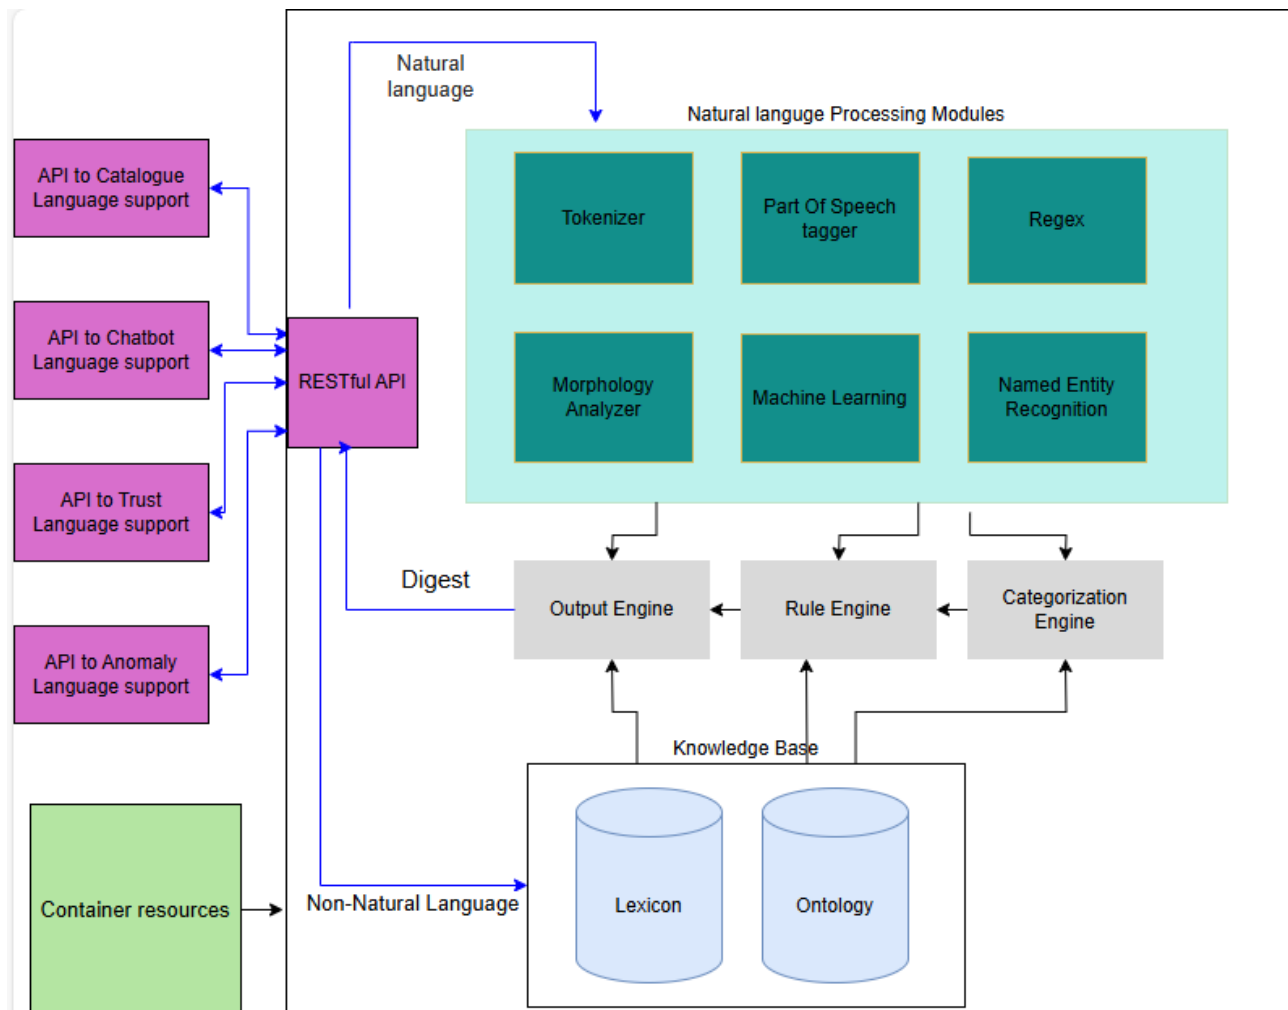 Natural
language
Natural languge Processing Modules
API to Catalogue
Language support
Tokenizer
Part Of Speech
tagger
Regex
API to Chatbot
Language support
RESTful API
Morphology
Analyzer
Machine Learning
Named Entity
Recognition
API to Trust
Language support
Digest
Output Engine
Rule Engine
Categorization
Engine
API to Anomaly
Language support
Knowledge Base
Container resources
Non-Natural Language
Lexicon
Ontology